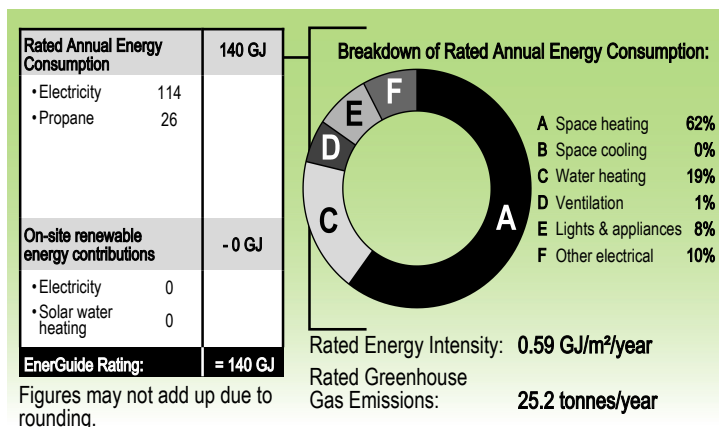 Rated Annual Energy
Consumption
140 GJ
•Electricity 114
•Propane 26
On-site renewable
energy contributions
- 0 GJ
•Electricity 0
•Solar water
heating
0
EnerGuide Rating: = 140 GJ
Figures may not add up due to
rounding.
Breakdown of Rated Annual Energy Consumption:
F
E
D
C
A
A Space heating 62%
B Space cooling 0%
C Water heating 19%
D Ventilation 1%
E Lights & appliances 8%
F Other electrical 10%
Rated Energy Intensity: 0.59 GJ/m²/year
Rated Greenhouse
Gas Emissions: 25.2 tonnes/year